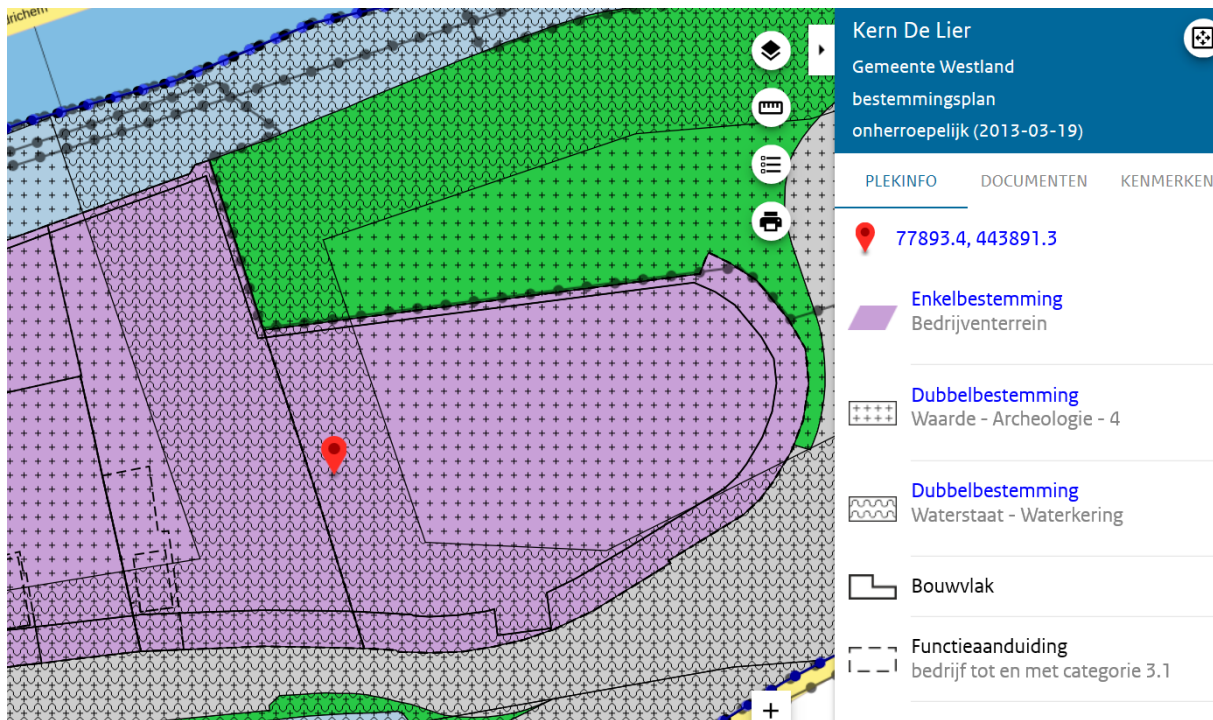 Kern De Lier
Gemeente Westland
bestemmingsplan
onherroepelijk (2013-03-19)
PLEKINFO DOCUMENTEN KENMERKEN
77893.4, 443891.3
Enkelbestemming
Bedrijventerrein
Dubbelbestemming
Waarde - Archeologie - 4
Dubbelbestemming
Waterstaat - Waterkering
Bouwvlak
Functieaanduiding
bedrijf tot en met categorie 3.1